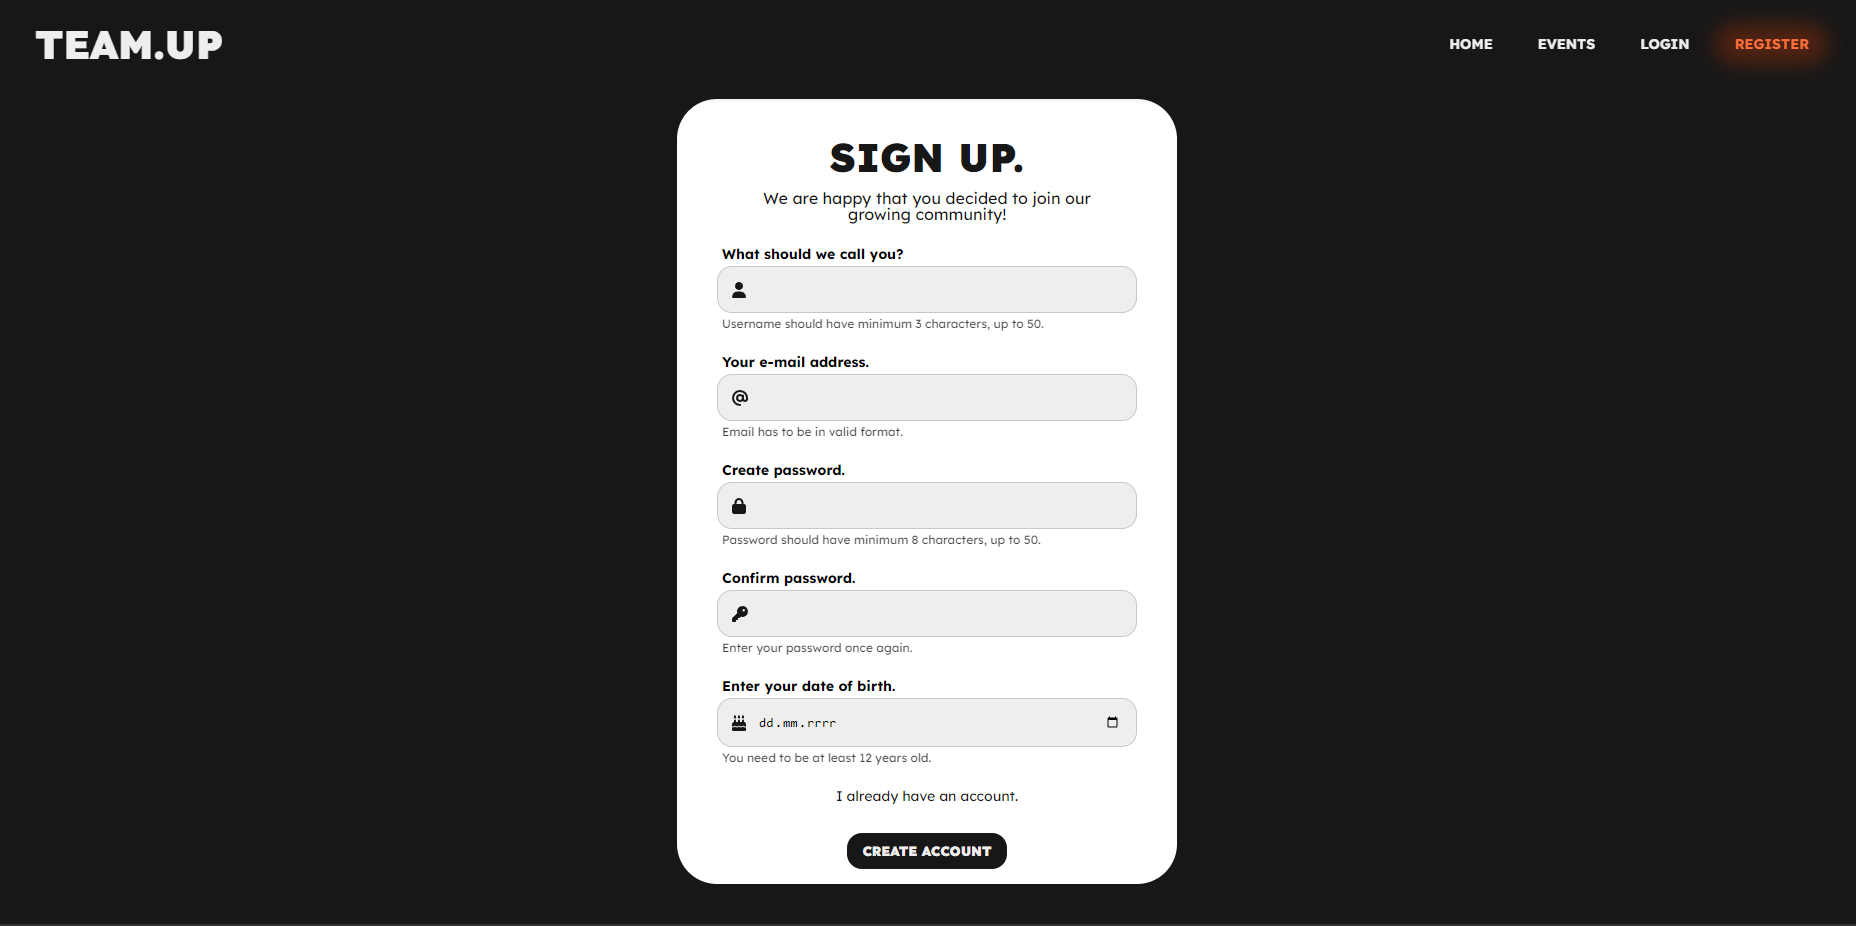 TEAM.UP
HOME EVENTS LOGIN REGISTER
SIGN UP.
We are happy that you decided to join our
growing community!
What should we call you?
Username should have minimum 3 characters, up to 50.
Your e-mail address.
Email has to be in valid format.
Create password.
Password should have minimum 8 characters, up to 50.
Confirm password.
Enter your password once again.
Enter your date of birth.
dd.mm.rrrr
You need to be at least 12 years old.
I already have an account.
CREATE ACCOUNT